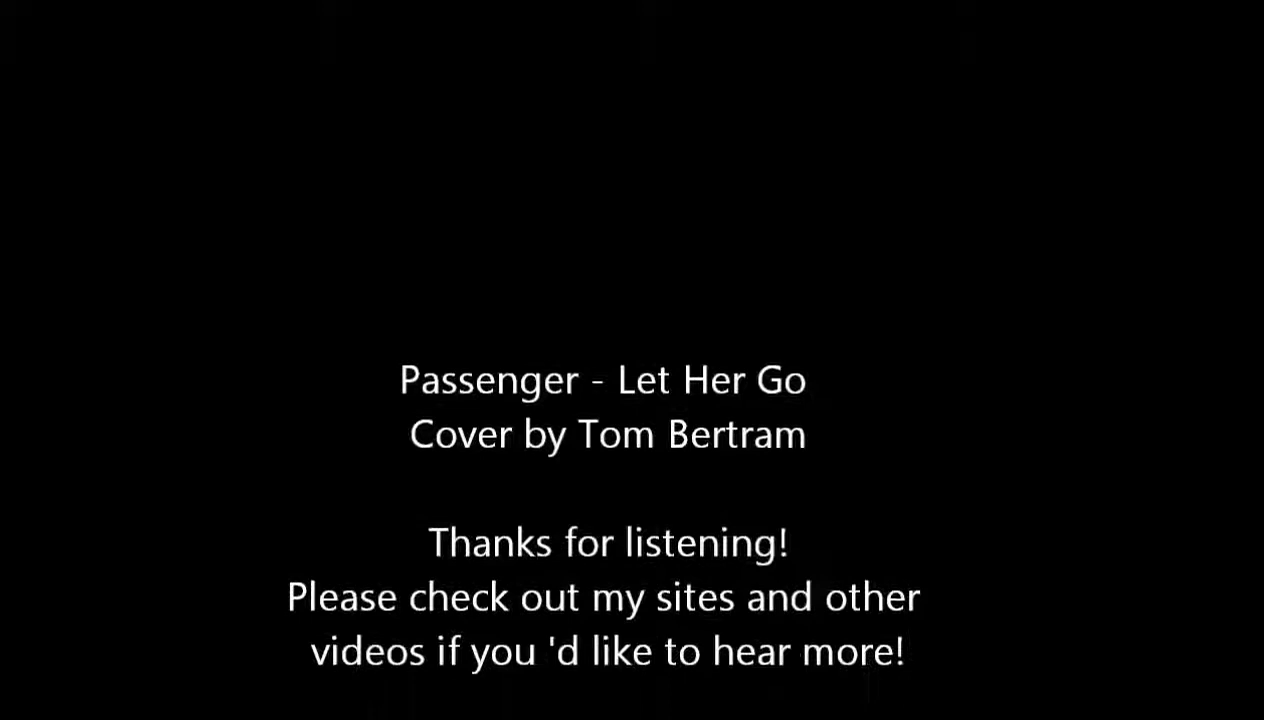 Passenger - Let Her Go
Cover by Tom Bertram
Thanks for listening!
Please check out my sites and other
videos if you 'd like to hear more!